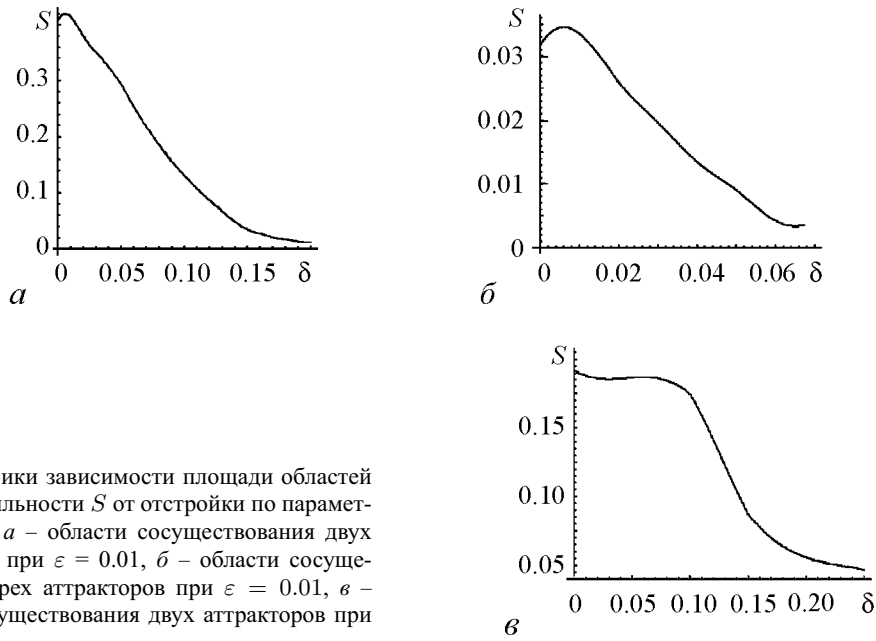 S
0.3
0.2
0.1
0
0 0.05 0.10 0.15 δ
а
S
0.03
0.02
0.01
0
0 0.02 0.04 0.06 δ
б
S
0.15
0.10
0.05
0 0.05 0.10 0.15 0.20 δ
в
ики зависимости площади областей
ильности S от отстройки по парамет-
а – области сосуществования двух
при ε = 0.01, б – области сосуще-
рех аттракторов при ε = 0.01, в –
уществования двух аттракторов при